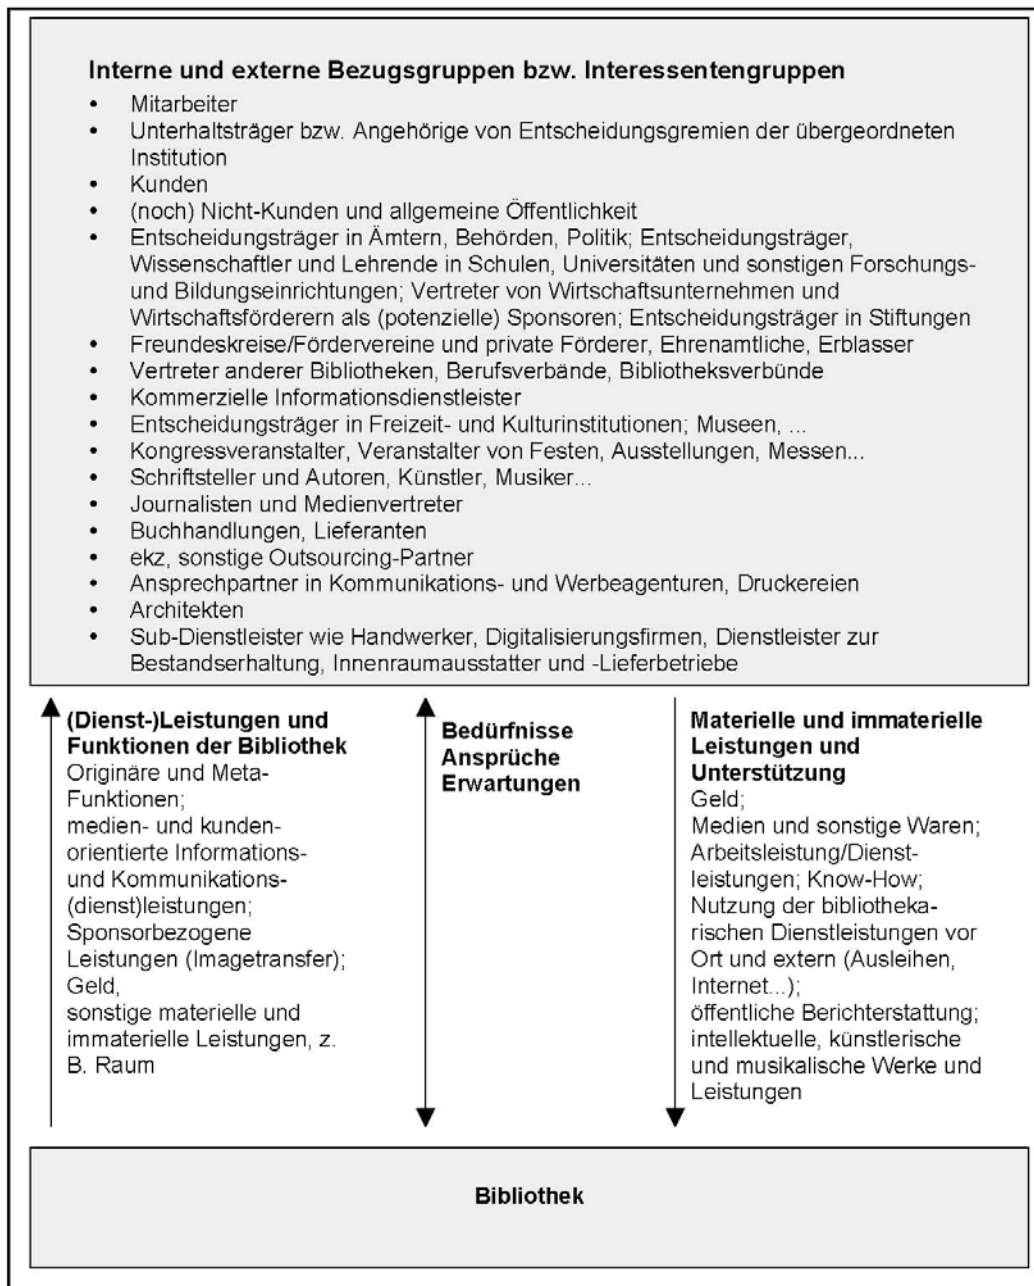 Interne und externe Bezugsgruppen bzw. Interessentengruppen
• Mitarbeiter
• Unterhaltsträger bzw. Angehörige von Entscheidungsgremien der übergeordneten
Institution
• Kunden
• (noch) Nicht-Kunden und allgemeine Öffentlichkeit
• Entscheidungsträger in Ämtern, Behörden, Politik; Entscheidungsträger,
Wissenschaftler und Lehrende in Schulen, Universitäten und sonstigen Forschungs-
und Bildungseinrichtungen; Vertreter von Wirtschaftsunternehmen und
Wirtschaftsförderern als (potenzielle) Sponsoren; Entscheidungsträger in Stiftungen
• Freundeskreise/Fördervereine und private Förderer, Ehrenamtliche, Erblasser
• Vertreter anderer Bibliotheken, Berufsverbände, Bibliotheksverbünde
• Kommerzielle Informationsdienstleister
• Entscheidungsträger in Freizeit- und Kulturinstitutionen; Museen, ...
• Kongressveranstalter, Veranstalter von Festen, Ausstellungen, Messen...
• Schriftsteller und Autoren, Künstler, Musiker...
• Journalisten und Medienvertreter
• Buchhandlungen, Lieferanten
• ekz, sonstige Outsourcing-Partner
• Ansprechpartner in Kommunikations- und Werbeagenturen, Druckereien
• Architekten
• Sub-Dienstleister wie Handwerker, Digitalisierungsfirmen, Dienstleister zur
Bestandserhaltung, Innenraumausstatter und -Lieferbetriebe
(Dienst-)Leistungen und
Funktionen der Bibliothek
Originäre und Meta-
Funktionen;
medien- und kunden-
orientierte Informations-
und Kommunikations-
(dienst)leistungen;
Sponsorbezogene
Leistungen (Imagetransfer);
Geld,
sonstige materielle und
immaterielle Leistungen, z.
B. Raum
Bedürfnisse
Ansprüche
Erwartungen
Materielle und immaterielle
Leistungen und
Unterstützung
Geld;
Medien und sonstige Waren;
Arbeitsleistung/Dienst-
leistungen; Know-How;
Nutzung der bibliotheka-
rischen Dienstleistungen vor
Ort und extern (Ausleihen,
Internet...);
öffentliche Berichterstattung;
intellektuelle, künstlerische
und musikalische Werke und
Leistungen
Bibliothek